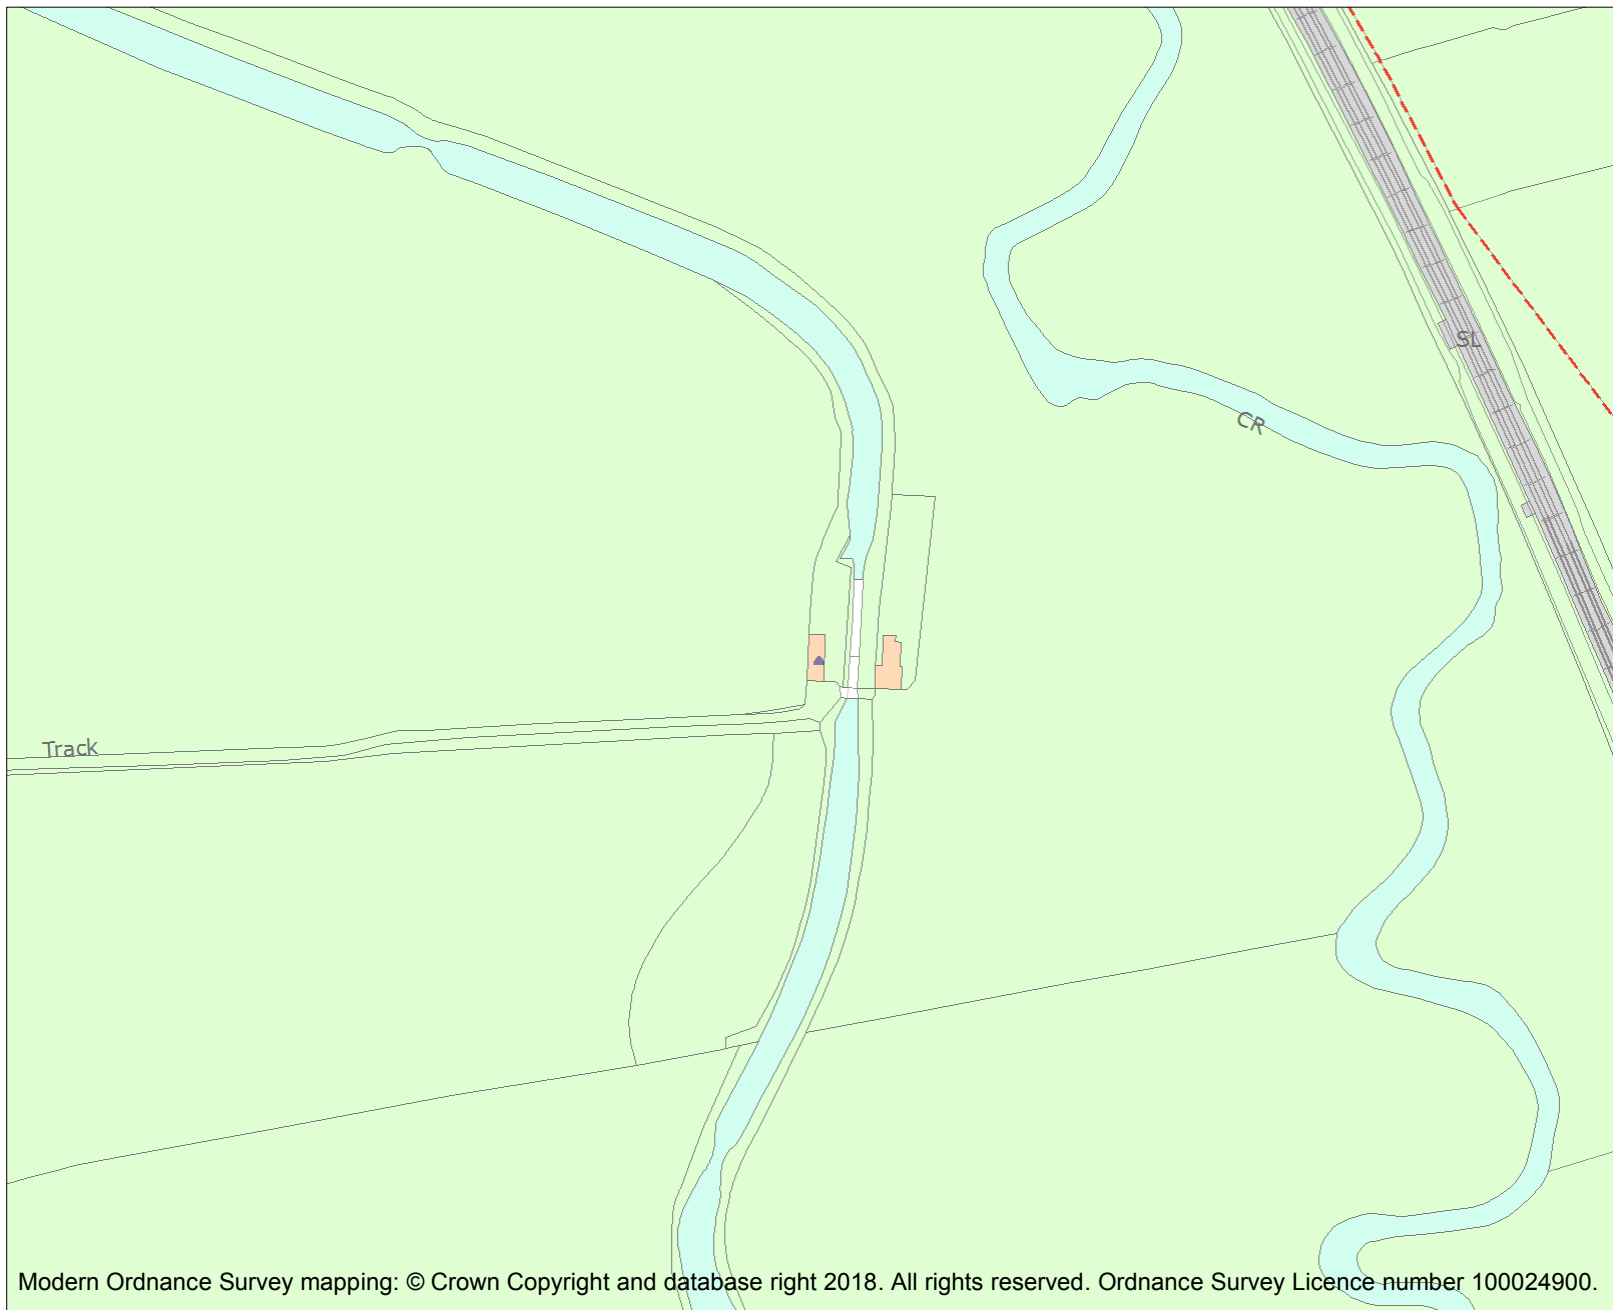 SL
CR
Track
Modern Ordnance Survey mapping: © Crown Copyright and database right 2018. All rights reserved. Ordnance Survey Licence number 100024900.